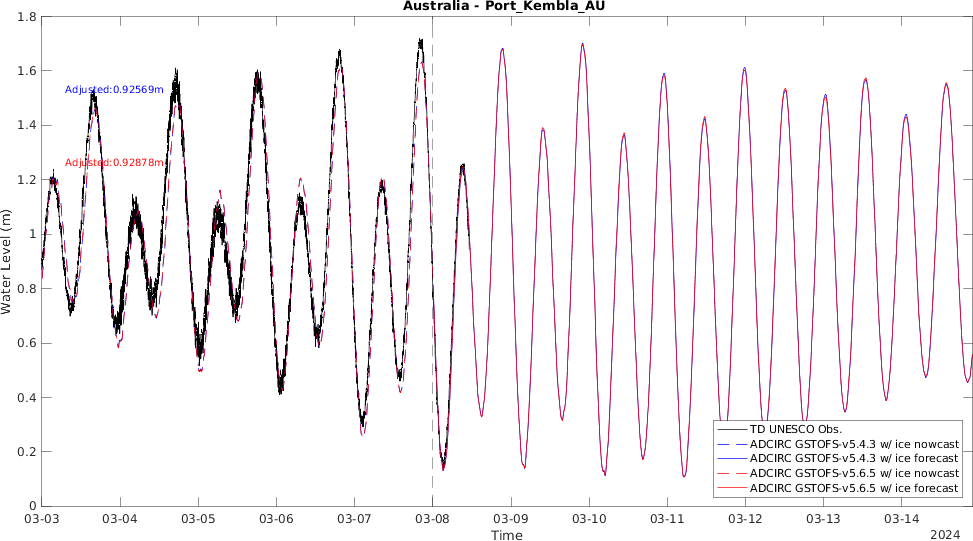 Australia - Port_Kembla_AU
1.8
1.6
1.4
1.2
1
0.8
0.6
0.4
0.2
0
Water Level (m)
Adjusted:0.92569m
Adjusted:0.92878m
TD UNESCO Obs.
ADCIRC GSTOFS-v5.4.3 w/ ice nowcast
ADCIRC GSTOFS-v5.4.3 w/ ice forecast
ADCIRC GSTOFS-v5.6.5 w/ ice nowcast
ADCIRC GSTOFS-v5.6.5 w/ ice forecast
03-03 03-04 03-05 03-06 03-07 03-08 03-09 03-10 03-11 03-12 03-13 03-14
Time
2024